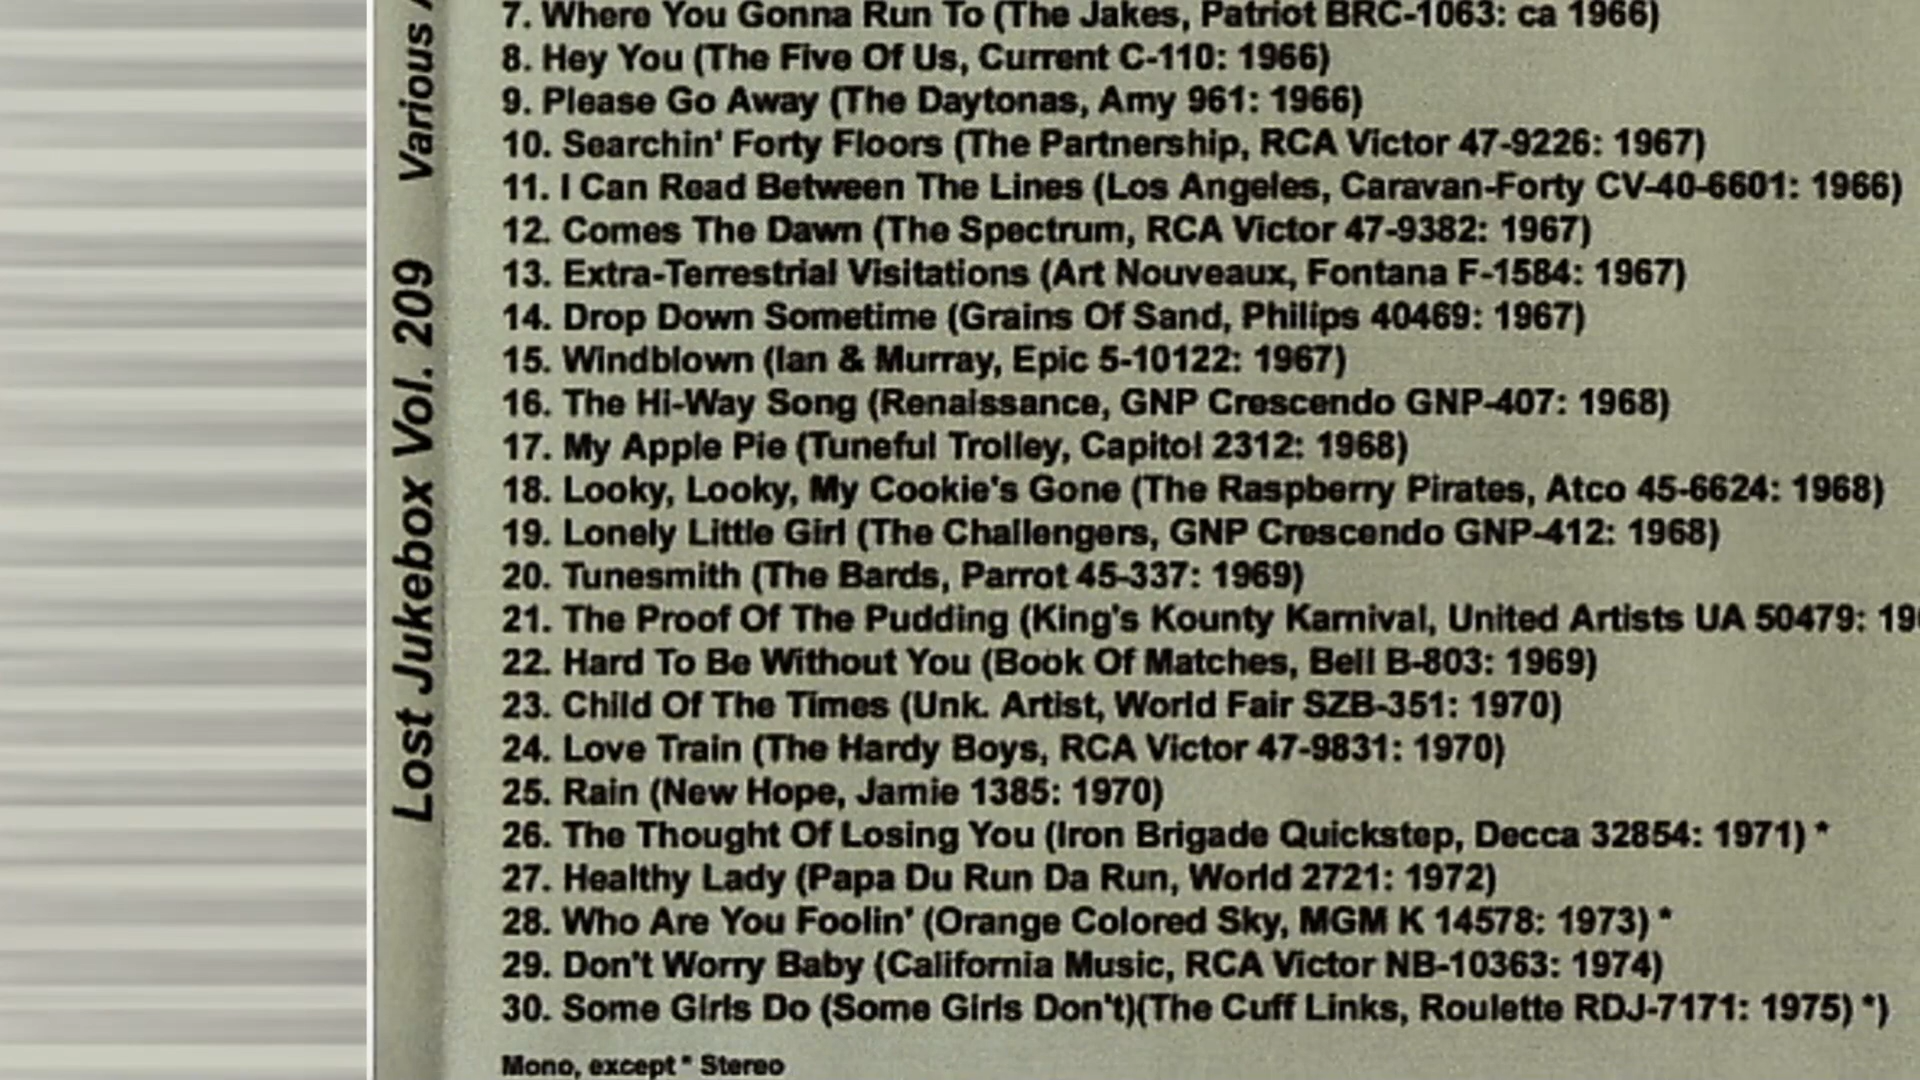 Lost Jukebox Vol. 209 Various
7. Where You Gonna Run To (The Jakes, Patriot BRC-1063: ca 1966)
8. Hey You (The Five Of Us, Current C-110: 1966)
9. Please Go Away (The Daytonas, Amy 961: 1966)
10. Searchin' Forty Floors (The Partnership, RCA Victor 47-9226: 1967)
11. I Can Read Between The Lines (Los Angeles, Caravan-Forty CV-40-6601: 1966)
12. Comes The Dawn (The Spectrum, RCA Victor 47-9382: 1967)
13. Extra-Terrestrial Visitations (Art Nouveaux, Fontana F-1584: 1967)
14. Drop Down Sometime (Grains Of Sand, Philips 40469: 1967)
15. Windblown (Ian & Murray, Epic 5-10122: 1967)
16. The Hi-Way Song (Renaissance, GNP Crescendo GNP-407: 1968)
17. My Apple Pie (Tuneful Trolley, Capitol 2312: 1968)
18. Looky, Looky, My Cookie's Gone (The Raspberry Pirates, Atco 45-6624: 1968)
19. Lonely Little Girl (The Challengers, GNP Crescendo GNP-412: 1968)
20. Tunesmith (The Bards, Parrot 45-337: 1969)
21. The Proof Of The Pudding (King's Kounty Karnival, United Artists UA 50479:
22. Hard To Be Without You (Book Of Matches, Bell B-803: 1969)
23. Child Of The Times (Unk. Artist, World Fair SZB-351: 1970)
24. Love Train (The Hardy Boys, RCA Victor 47-9831: 1970)
25. Rain (New Hope, Jamie 1385: 1970)
26. The Thought Of Losing You (Iron Brigade Quickstep, Decca 32854: 1971) *
27. Healthy Lady (Papa Du Run Da Run, World 2721: 1972)
28. Who Are You Foolin' (Orange Colored Sky, MGM K 14578: 1973) *
29. Don't Worry Baby (California Music, RCA Victor NB-10363: 1974)
30. Some Girls Do (Some Girls Don't)(The Cuff Links, Roulette RDJ-7171: 1975) *)
Mono, except * Stereo